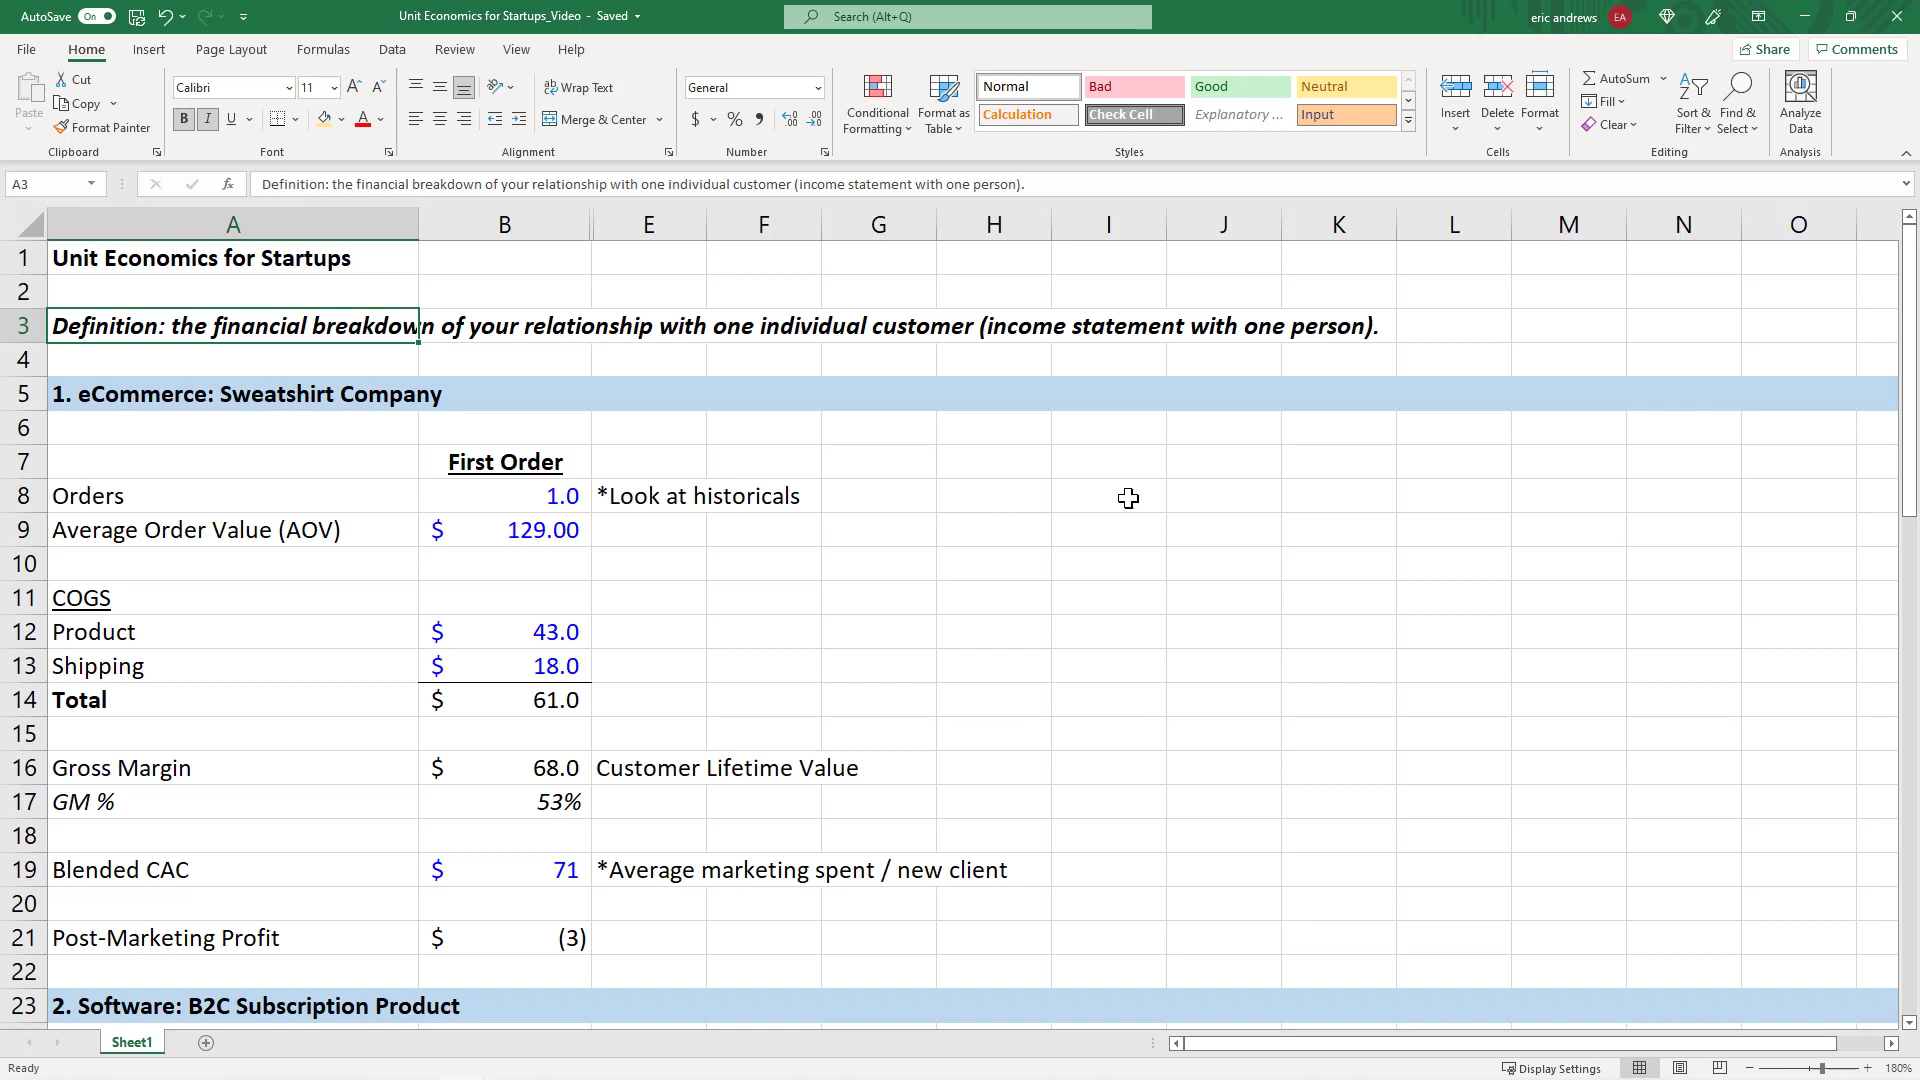 AutoSave On Unit Economics for Startups_Video - Saved Search (Alt+Q) eric andrews EA
File Home Insert Page Layout Formulas Data Review View Help Share Comments
Paste Cut Copy Format Painter
Calibri 11 A A
B I U A
Wrap Text
Merge & Center
General
$ % 9
Conditional Formatting Format as Table
Normal Bad Good Neutral
Calculation Check Cell Explanatory ... Input
Insert Delete Format
AutoSum Fill Clear
Sort & Filter Find & Select
Analyze Data
Clipboard Font Alignment Number Styles Cells Editing Analysis
A3 fx Definition: the financial breakdown of your relationship with one individual customer (income statement with one person).
A B E F G H I J K L M N O
1 Unit Economics for Startups
2
3 Definition: the financial breakdown of your relationship with one individual customer (income statement with one person).
4
5 1. eCommerce: Sweatshirt Company
6
7 First Order
8 Orders 1.0 *Look at historicals
9 Average Order Value (AOV) $ 129.00
10
11 COGS
12 Product $ 43.0
13 Shipping $ 18.0
14 Total $ 61.0
15
16 Gross Margin $ 68.0 Customer Lifetime Value
17 GM % 53%
18
19 Blended CAC $ 71 *Average marketing spent / new client
20
21 Post-Marketing Profit $ (3)
22
23 2. Software: B2C Subscription Product
Sheet1
Ready Display Settings 180%